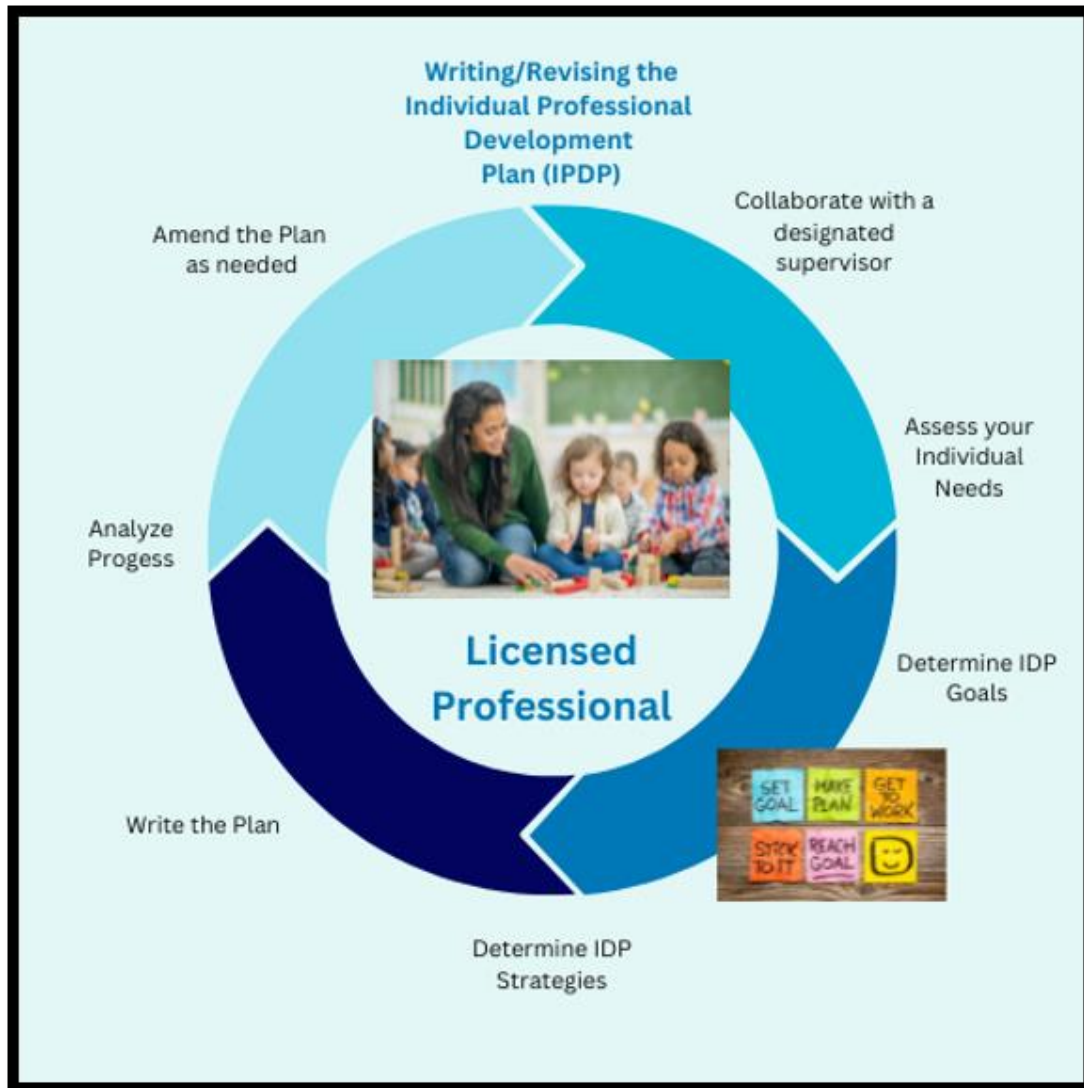 Writing/Revising the
Individual Professional
Development
Plan (IPDP)
Collaborate with a
designated
supervisor
Assess your
Individual
Needs
Determine IDP
Goals
Determine IDP
Strategies
Write the Plan
Analyze
Progess
Amend the Plan
as needed
Licensed
Professional
SET
GOAL
MAKE
PLAN
GET
TO
WORK
STICK
TO IT
REACH
GOAL